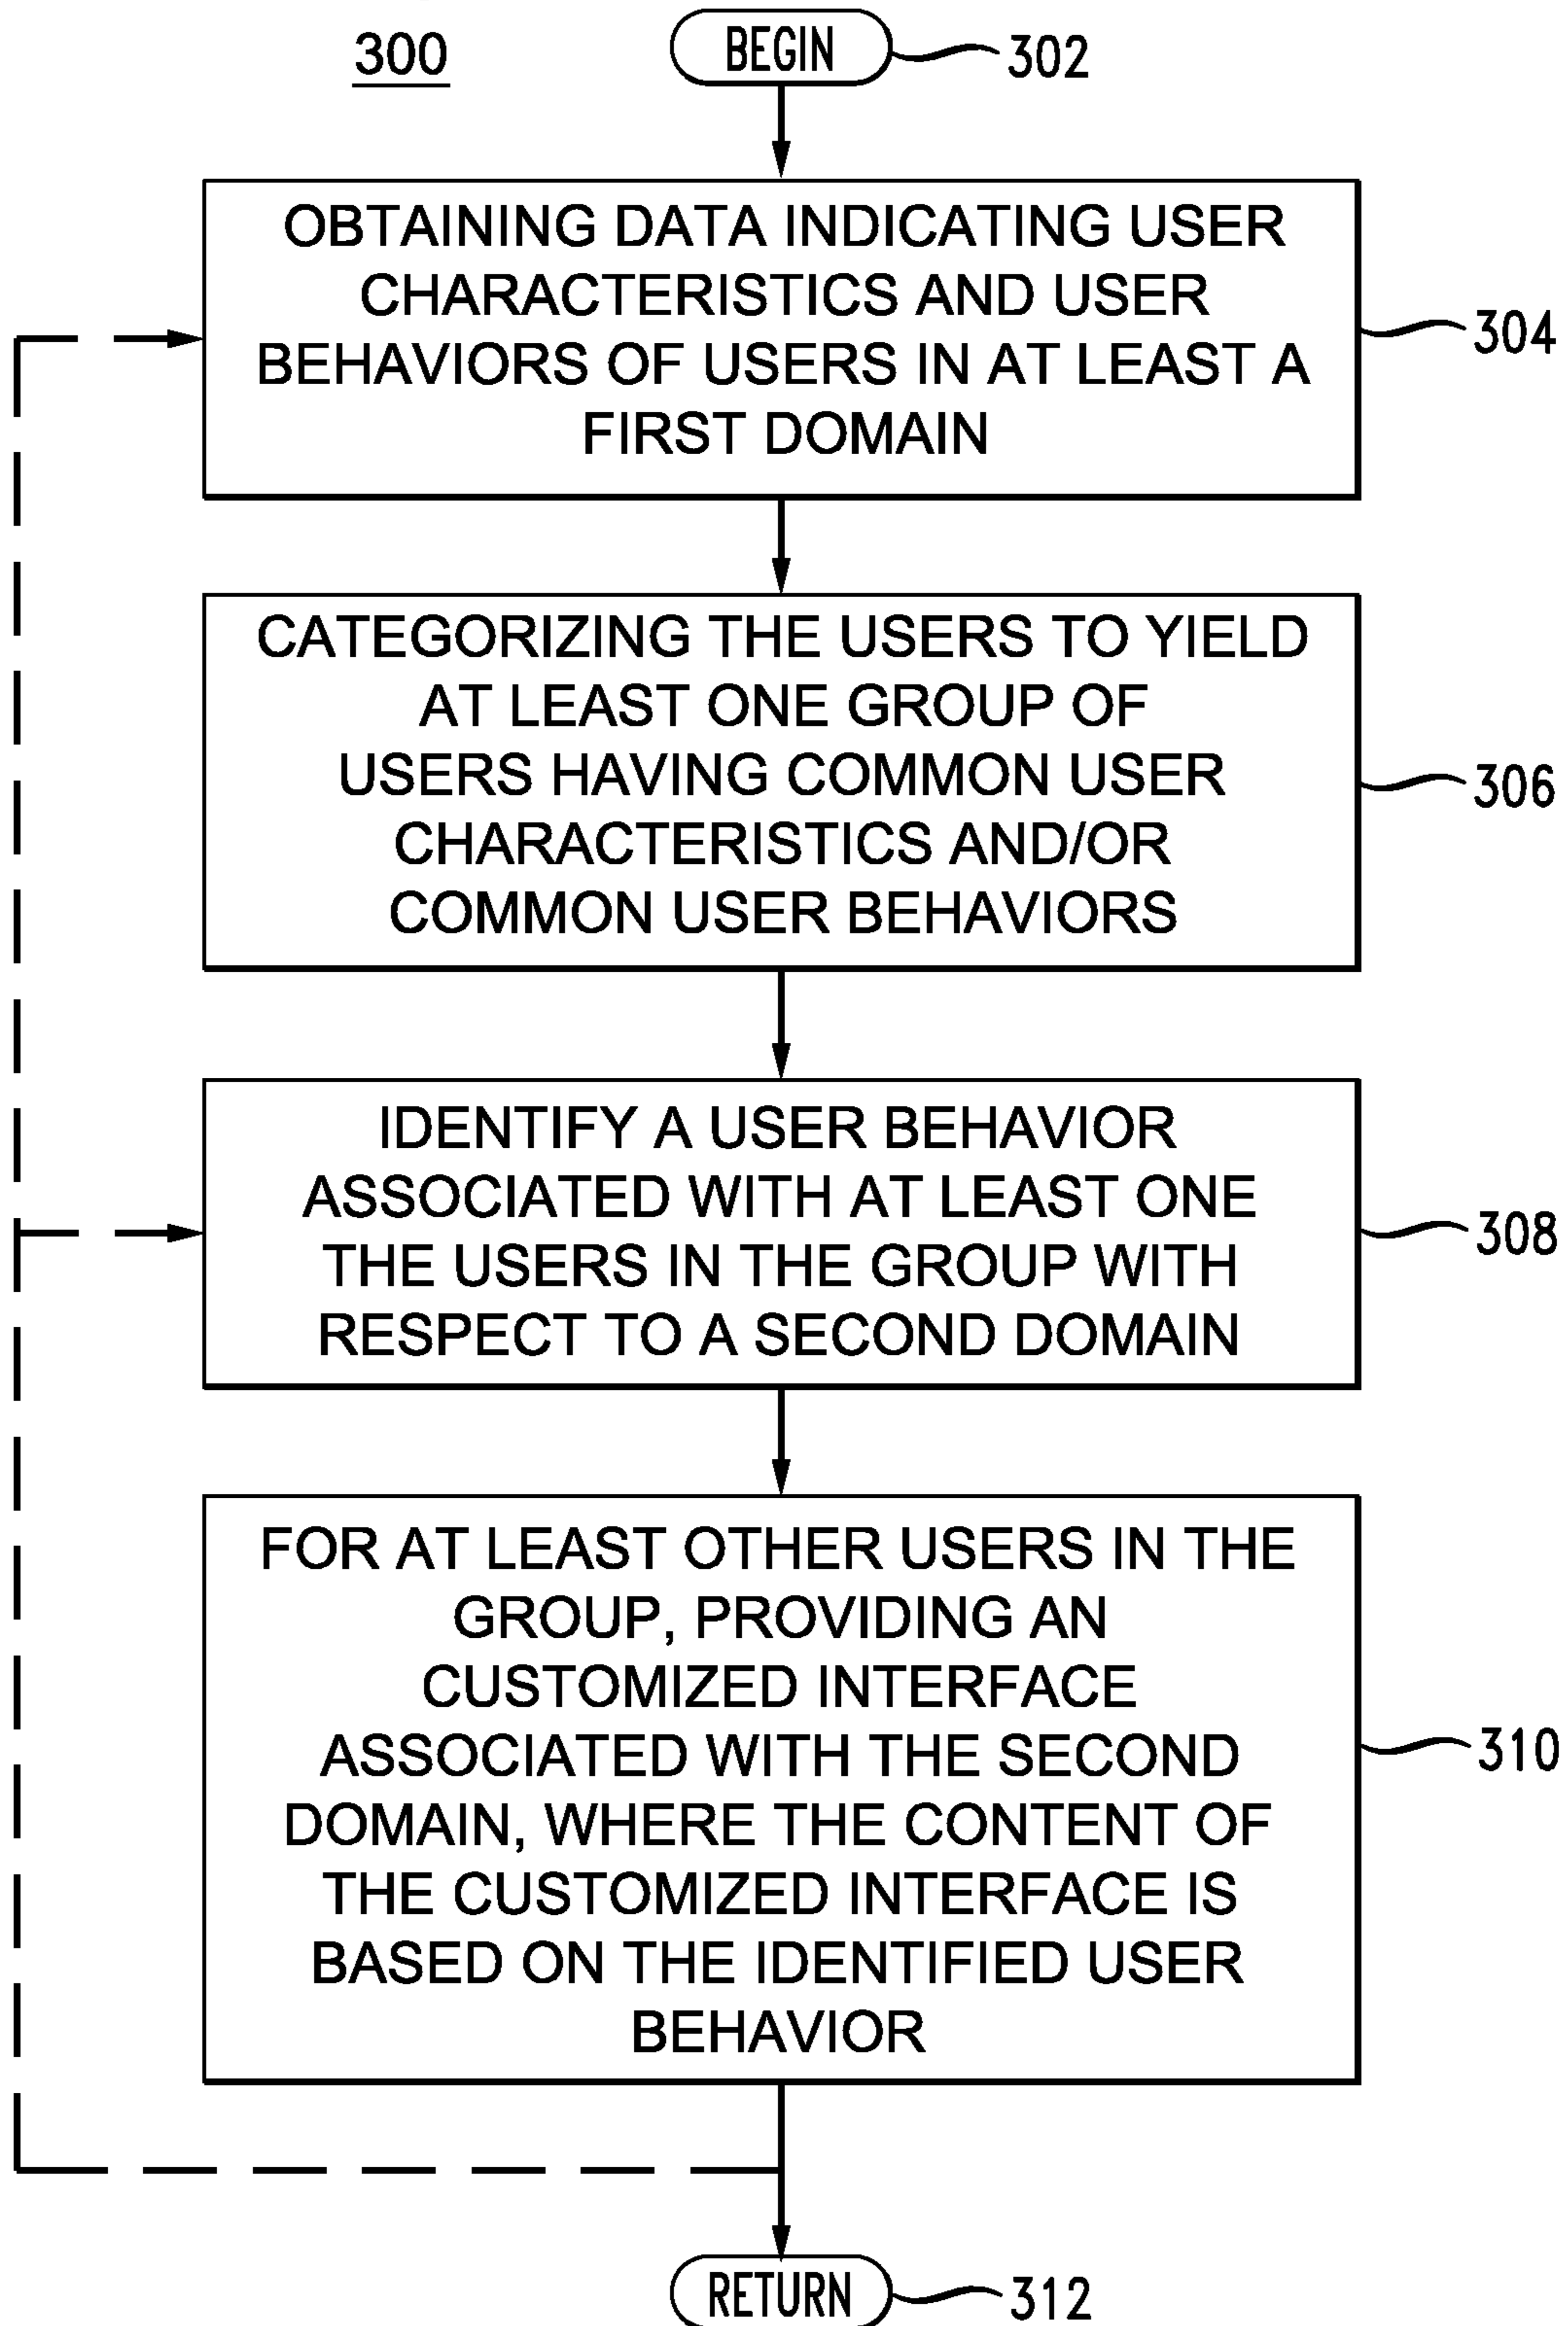 300
BEGIN
302
OBTAINING DATA INDICATING USER
CHARACTERISTICS AND USER
BEHAVIORS OF USERS IN AT LEAST A
FIRST DOMAIN
304
CATEGORIZING THE USERS TO YIELD
AT LEAST ONE GROUP OF
USERS HAVING COMMON USER
CHARACTERISTICS AND/OR
COMMON USER BEHAVIORS
306
IDENTIFY A USER BEHAVIOR
ASSOCIATED WITH AT LEAST ONE
THE USERS IN THE GROUP WITH
RESPECT TO A SECOND DOMAIN
308
FOR AT LEAST OTHER USERS IN THE
GROUP, PROVIDING AN
CUSTOMIZED INTERFACE
ASSOCIATED WITH THE SECOND
DOMAIN, WHERE THE CONTENT OF
THE CUSTOMIZED INTERFACE IS
BASED ON THE IDENTIFIED USER
BEHAVIOR
310
RETURN
312